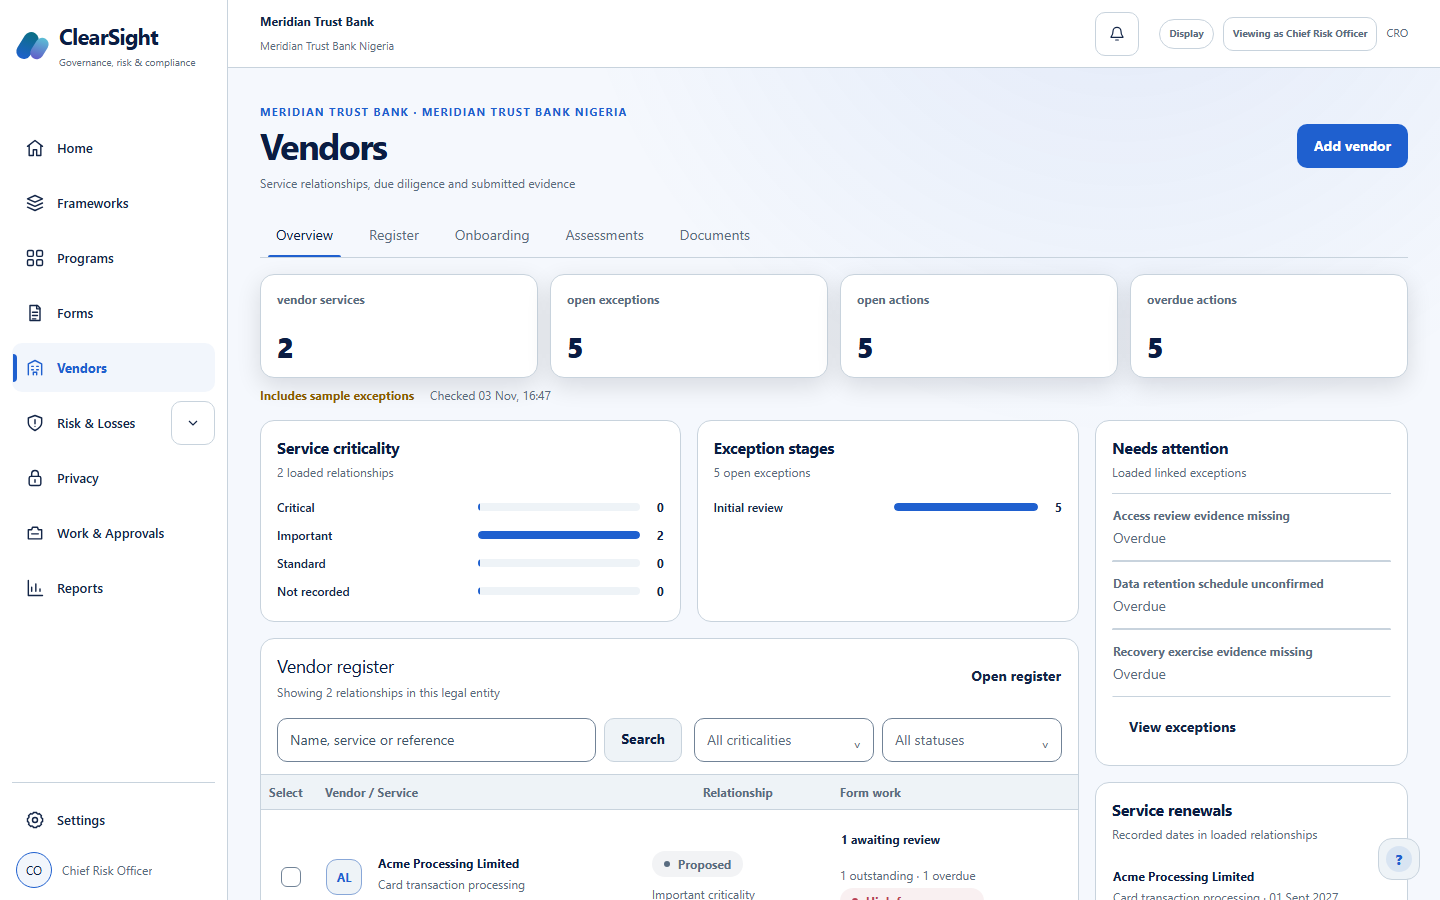 ClearSight
Governance, risk & compliance
Home
Frameworks
Programs
Forms
Vendors
Risk & Losses
Privacy
Work & Approvals
Reports
Settings
CO
Chief Risk Officer
Meridian Trust Bank
Meridian Trust Bank Nigeria
Display
Viewing as Chief Risk Officer
CRO
MERIDIAN TRUST BANK · MERIDIAN TRUST BANK NIGERIA
Vendors
Service relationships, due diligence and submitted evidence
Add vendor
Overview
Register
Onboarding
Assessments
Documents
vendor services
2
open exceptions
5
open actions
5
overdue actions
5
Includes sample exceptions
Checked 03 Nov, 16:47
Service criticality
2 loaded relationships
Critical 0
Important 2
Standard 0
Not recorded 0
Exception stages
5 open exceptions
Initial review 5
Needs attention
Loaded linked exceptions
Access review evidence missing
Overdue
Data retention schedule unconfirmed
Overdue
Recovery exercise evidence missing
Overdue
View exceptions
Vendor register
Showing 2 relationships in this legal entity
Open register
Name, service or reference
Search
All criticalities
All statuses
Select
Vendor / Service
Relationship
Form work
AL
Acme Processing Limited
Card transaction processing
Proposed
Important criticality
1 awaiting review
1 outstanding · 1 overdue
Service renewals
Recorded dates in loaded relationships
Acme Processing Limited
Card transaction processing · 01 Sept 2027
?